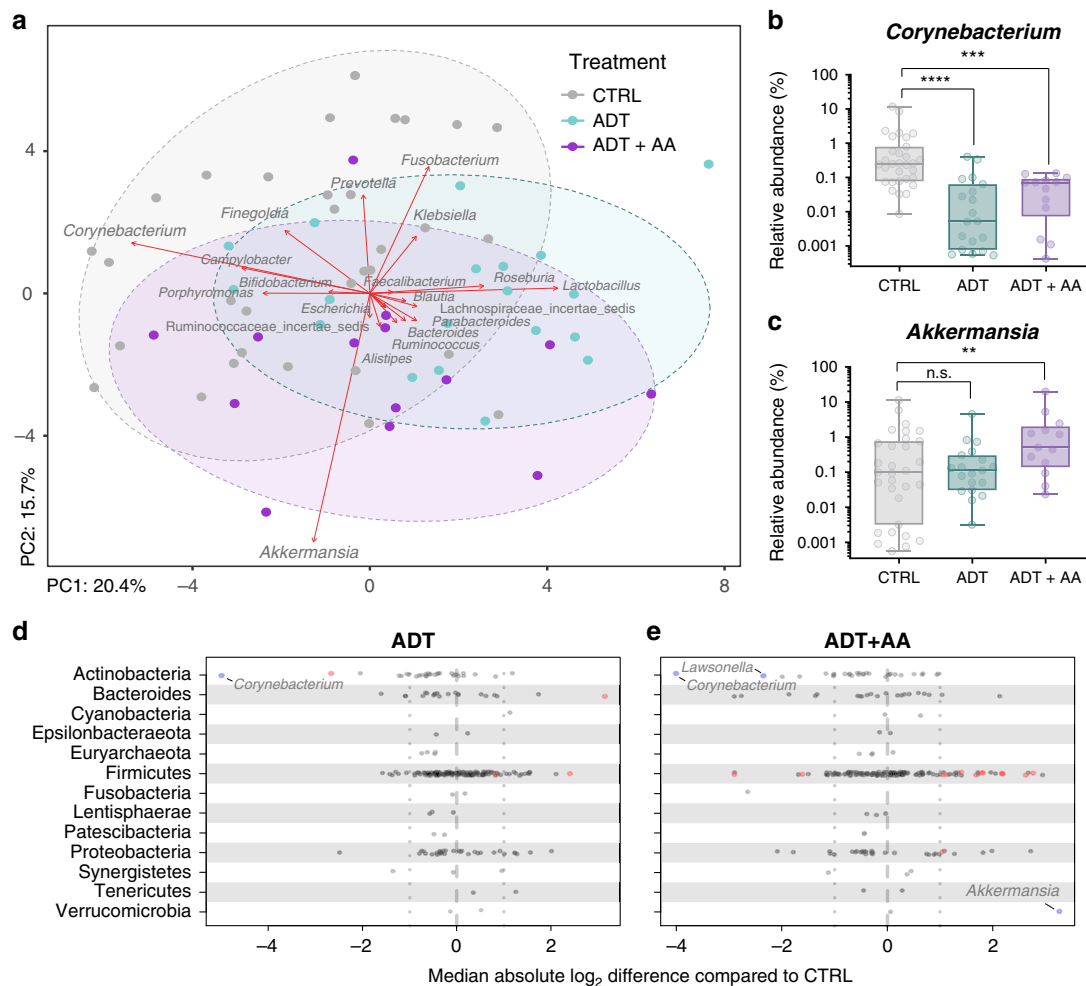 a
Treatment
CTRL
ADT
ADT + AA
Fusobacterium
Prevotella
Finegoldia
Klebsiella
Corynebacterium
Campylobacter
Bifidobacterium
Faecalibacterium
Roseburia
Lactobacillus
Porphyromonas
Blautia
Escherichia
Lachnospiraceae_incertae_sedis
Parabacteroides
Ruminococcaceae_incertae_sedis
Bacteroides
Ruminococcus
Alistipes
Akkermansia
4
0
−4
PC2: 15.7%
PC1: 20.4%
−4
0
4
8
b
Corynebacterium
***
****
Relative abundance (%)
100
10
1
0.1
0.01
0.001
CTRL
ADT
ADT + AA
c
Akkermansia
**
n.s.
Relative abundance (%)
100
10
1
0.1
0.01
0.001
CTRL
ADT
ADT + AA
d
ADT
Actinobacteria
Bacteroides
Cyanobacteria
Epsilonbacteraeota
Euryarchaeota
Firmicutes
Fusobacteria
Lentisphaerae
Patescibacteria
Proteobacteria
Synergistetes
Tenericutes
Verrucomicrobia
Corynebacterium
−4
−2
0
2
e
ADT+AA
Lawsonella
Corynebacterium
Akkermansia
−4
−2
0
2
Median absolute log₂ difference compared to CTRL